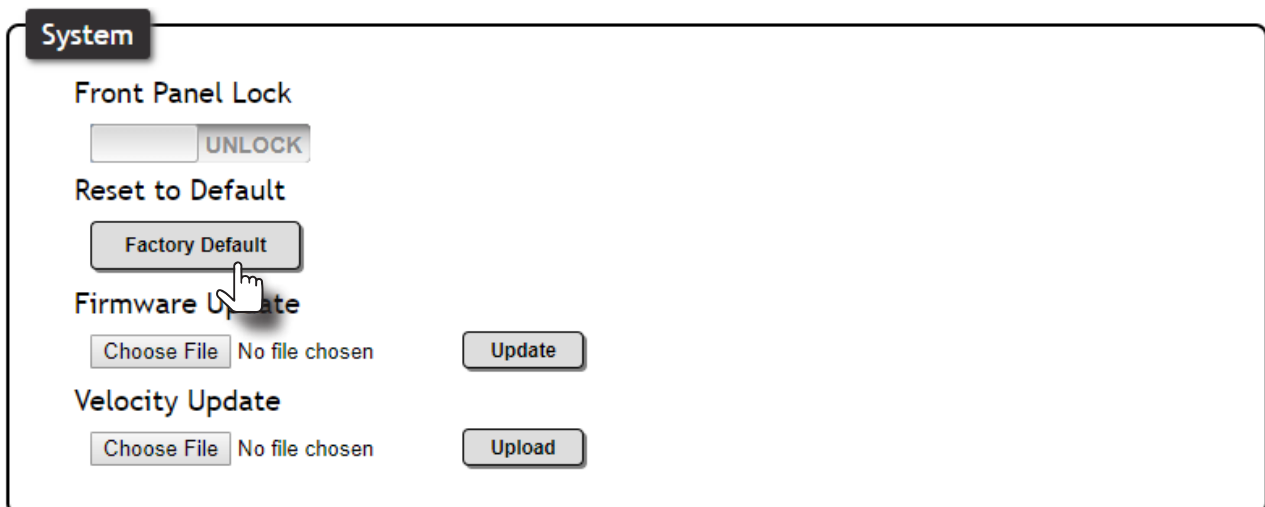 System
Front Panel Lock
UNLOCK
Reset to Default
Factory Default
Firmware Update
Choose File No file chosen Update
Velocity Update
Choose File No file chosen Upload